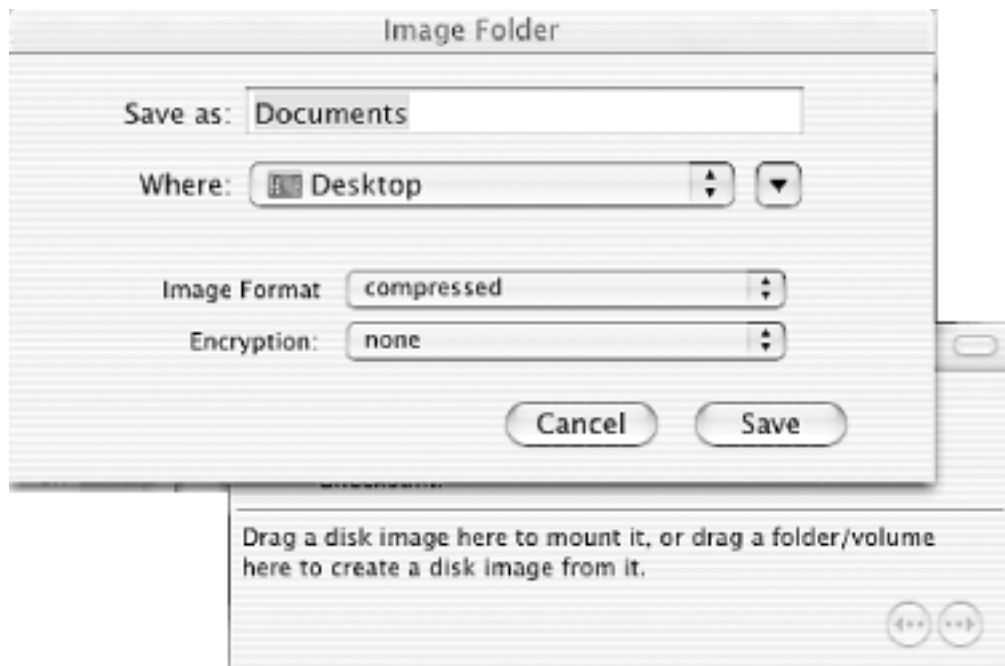 Image Folder
Save as: Documents
Where: Desktop
Image Format compressed
Encryption: none
Cancel Save
Drag a disk image here to mount it, or drag a folder/volume
here to create a disk image from it.